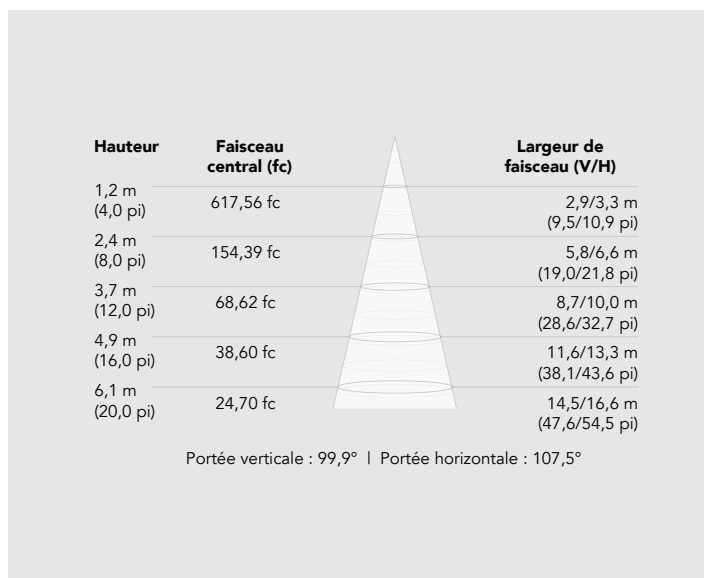 Hauteur
Faisceau
central (fc)
Largeur de
faisceau (V/H)
1,2 m
(4,0 pi)
617,56 fc
2,9/3,3 m
(9,5/10,9 pi)
2,4 m
(8,0 pi)
154,39 fc
5,8/6,6 m
(19,0/21,8 pi)
3,7 m
(12,0 pi)
68,62 fc
8,7/10,0 m
(28,6/32,7 pi)
4,9 m
(16,0 pi)
38,60 fc
11,6/13,3 m
(38,1/43,6 pi)
6,1 m
(20,0 pi)
24,70 fc
14,5/16,6 m
(47,6/54,5 pi)
Portée verticale : 99,9° | Portée horizontale : 107,5°